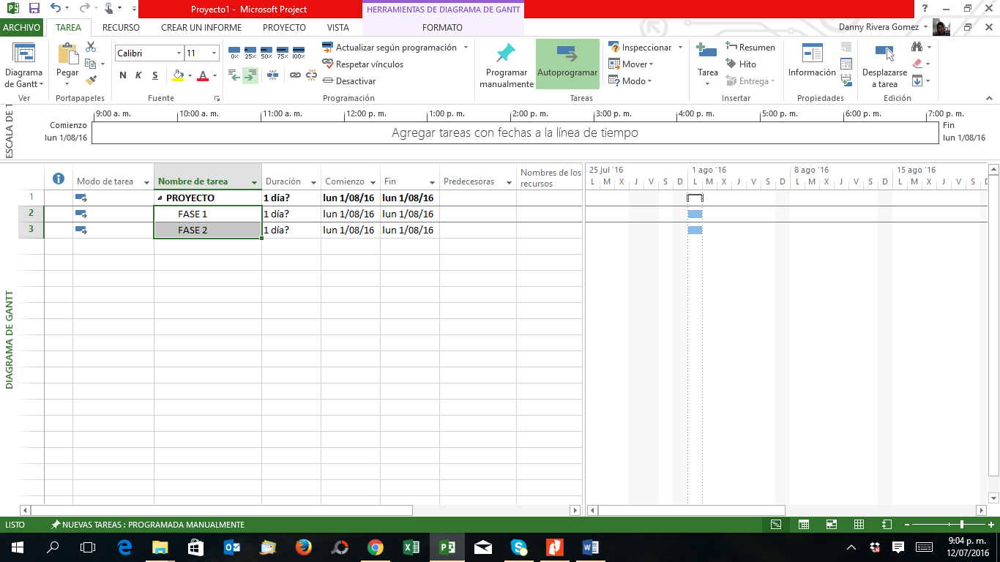 Proyecto1 - Microsoft Project
HERRAMIENTAS DE DIAGRAMA DE GANTT
?
ARCHIVO TAREA RECURSO CREAR UN INFORME PROYECTO VISTA FORMATO
Danny Rivera Gomez
Diagrama de Gantt
Ver
Pegar
Portapapeles
Calibri 11
N K S A
Fuente
0% 25% 50% 75% 100%
Actualizar según programación
Respetar vínculos
Desactivar
Programación
Programar manualmente
Autoprogramar
Inspeccionar
Mover
Modo
Tareas
Tarea
Resumen
Hito
Entrega
Insertar
Información
Propiedades
Desplazarse a tarea
Edición
ESCALA DE T
9:00 a. m. 10:00 a. m. 11:00 a. m. 12:00 p. m. 1:00 p. m. 2:00 p. m. 3:00 p. m. 4:00 p. m. 5:00 p. m. 6:00 p. m. 7:00 p. m.
Comienzo
lun 1/08/16
Agregar tareas con fechas a la línea de tiempo
Fin
lun 1/08/16
DIAGRAMA DE GANTT
Modo de tarea Nombre de tarea Duración Comienzo Fin Predecesoras Nombres de los recursos
25 jul '16 1 ago '16 8 ago '16 15 ago '16
L M X J V S D L M X J V S D L M X J V S D L M X J V S D
1 PROYECTO 1 día? lun 1/08/16 lun 1/08/16
2 FASE 1 1 día? lun 1/08/16 lun 1/08/16
3 FASE 2 1 día? lun 1/08/16 lun 1/08/16
LISTO NUEVAS TAREAS : PROGRAMADA MANUALMENTE
9:04 p. m.
12/07/2016